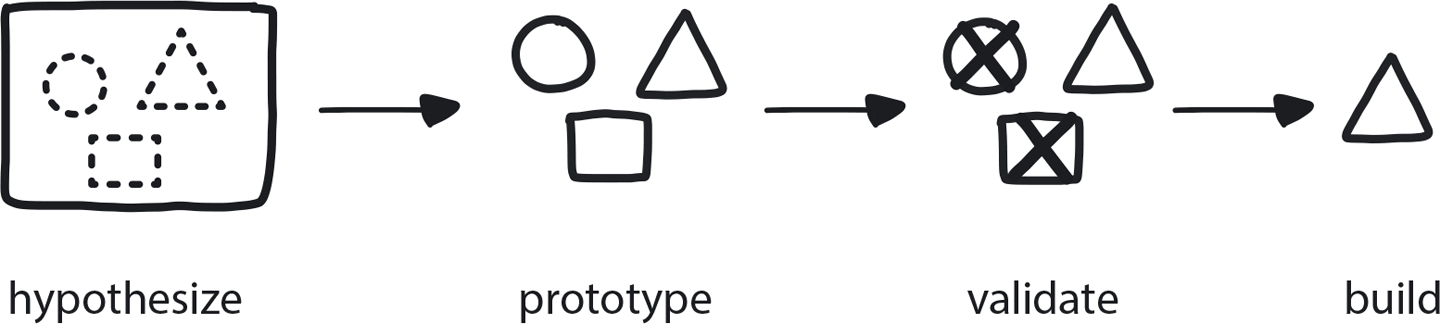 hypothesize
prototype
validate
build